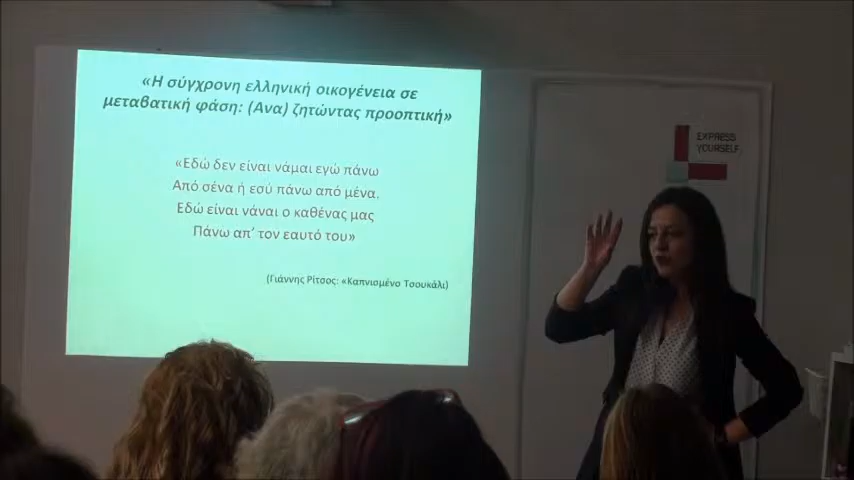 «Η σύγχρονη ελληνική οικογένεια σε
μεταβατική φάση: (Ανα) ζητώντας προοπτική»
«Εδώ δεν είναι νάμαι εγώ πάνω
Από σένα ή εσύ πάνω από μένα,
Εδώ είναι νάναι ο καθένας μας
Πάνω απ’ τον εαυτό του»
(Γιάννης Ρίτσος: «Καπνισμένο Τσουκάλι)
EXPRESS
YOURSELF